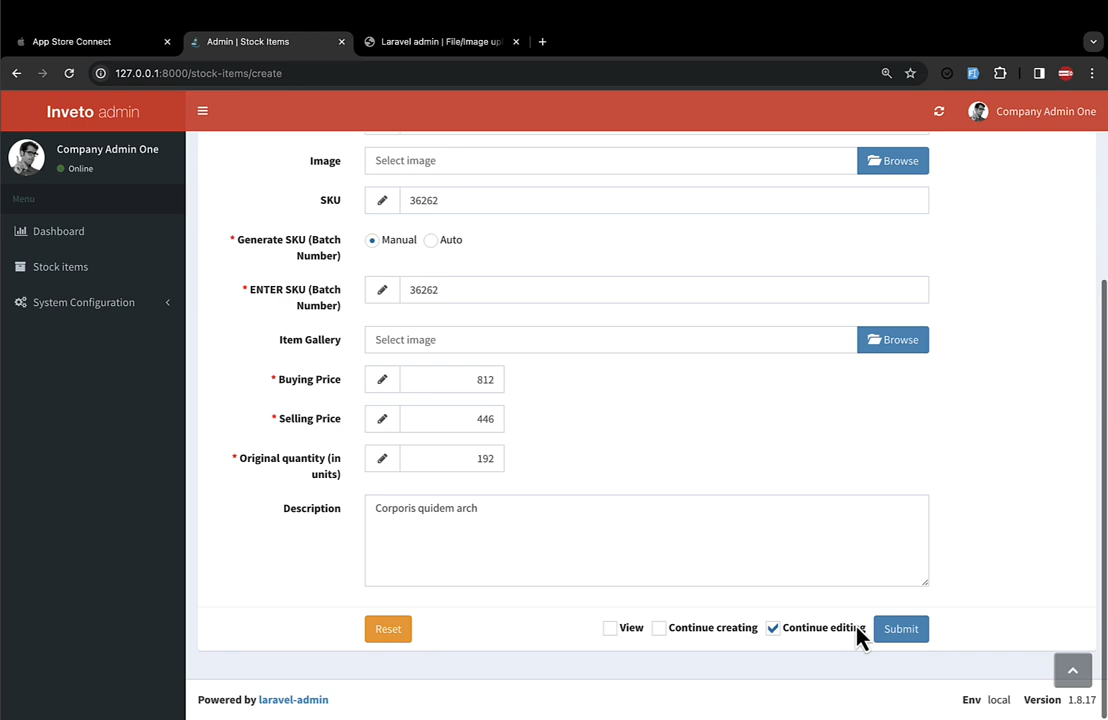 App Store Connect
Admin | Stock Items
Laravel admin | File/Image up
127.0.0.1:8000/stock-items/create
Inveto admin
Company Admin One
Company Admin One
Online
Menu
Dashboard
Stock items
System Configuration
Image
Select image
Browse
SKU
36262
* Generate SKU (Batch
Number)
Manual
Auto
* ENTER SKU (Batch
Number)
36262
Item Gallery
Select image
Browse
* Buying Price
812
* Selling Price
446
* Original quantity (in
units)
192
Description
Corporis quidem arch
Reset
View
Continue creating
Continue editing
Submit
Powered by laravel-admin
Env local
Version 1.8.17